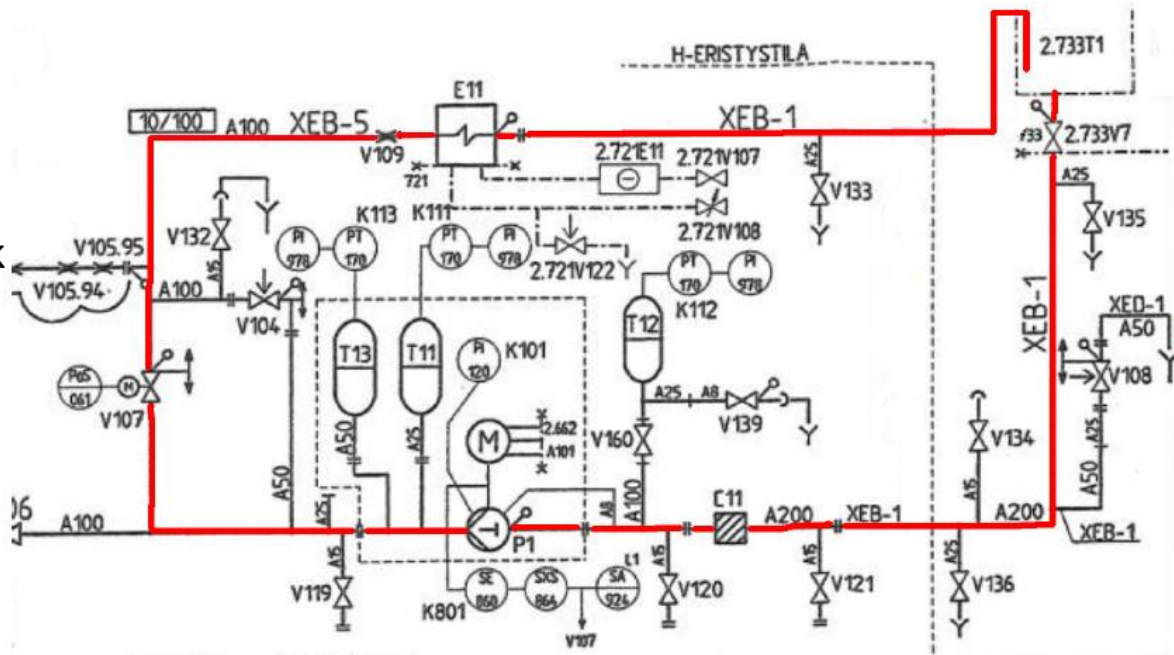 H-ERISTYSTILA
2.733T1
E11
10/100
A100
XEB-5
XEB-1
V109
f33
2.733V7
721
2.721E11
2.721V107
A25
V133
A25
V135
K113
K111
V132
PI
978
PT
170
PT
170
PI
978
2.721V108
2.721V122
V105.95
V105.94
A15
A100
V104
PT
170
PI
978
K112
XEB-1
XED-1
A50
T13
T11
PI
120
K101
T12
PoS
061
M
V107
V108
A25
A8
V139
A50
A25
M
2.662
A101
V160
V134
A25
A50
A50
A100
A15
06
A100
A25
A8
C11
A200
XEB-1
A200
XEB-1
P1
A15
V119
K801
SE
860
SXS
864
SA
924
L1
A15
V120
A15
V121
A25
V136
V107